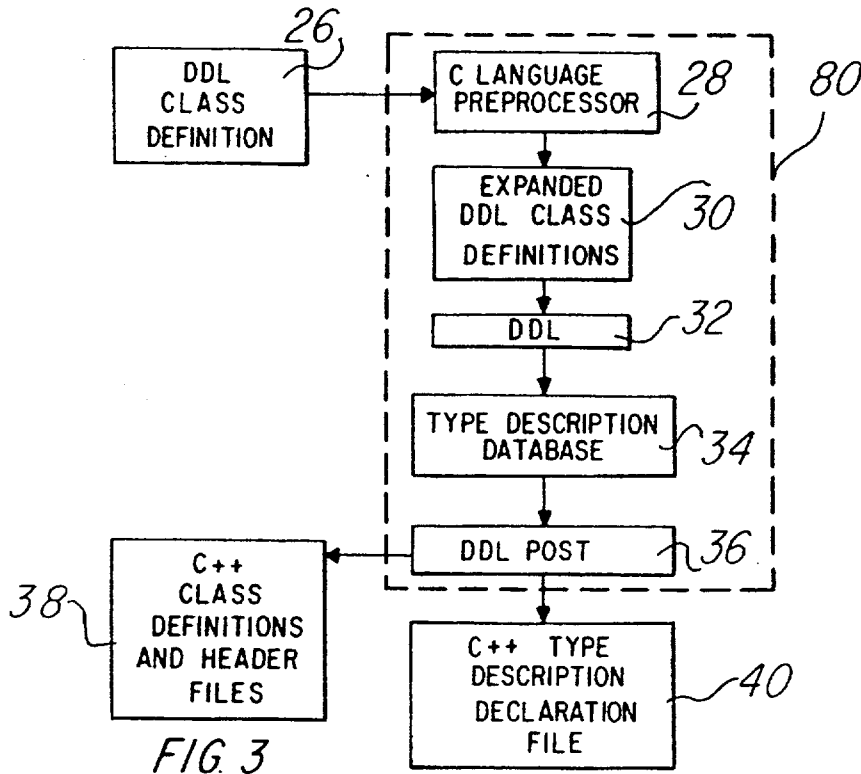 26
DDL
CLASS
DEFINITION
C LANGUAGE
PREPROCESSOR
28
80
EXPANDED
DDL CLASS
DEFINITIONS
30
DDL
32
TYPE DESCRIPTION
DATABASE
34
DDL POST
36
38
C++
CLASS
DEFINITIONS
AND HEADER
FILES
C++ TYPE
DESCRIPTION
DECLARATION
FILE
40
FIG. 3